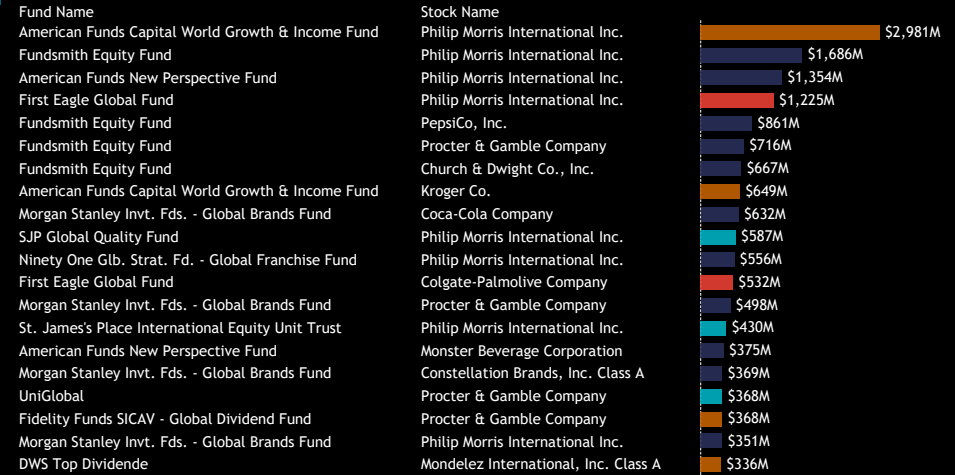 Fund Name Stock Name
American Funds Capital World Growth & Income Fund Philip Morris International Inc. $2,981M
Fundsmith Equity Fund Philip Morris International Inc. $1,686M
American Funds New Perspective Fund Philip Morris International Inc. $1,354M
First Eagle Global Fund Philip Morris International Inc. $1,225M
Fundsmith Equity Fund PepsiCo, Inc. $861M
Fundsmith Equity Fund Procter & Gamble Company $716M
Fundsmith Equity Fund Church & Dwight Co., Inc. $667M
American Funds Capital World Growth & Income Fund Kroger Co. $649M
Morgan Stanley Invt. Fds. - Global Brands Fund Coca-Cola Company $632M
SJP Global Quality Fund Philip Morris International Inc. $587M
Ninety One Glb. Strat. Fd. - Global Franchise Fund Philip Morris International Inc. $556M
First Eagle Global Fund Colgate-Palmolive Company $532M
Morgan Stanley Invt. Fds. - Global Brands Fund Procter & Gamble Company $498M
St. James's Place International Equity Unit Trust Philip Morris International Inc. $430M
American Funds New Perspective Fund Monster Beverage Corporation $375M
Morgan Stanley Invt. Fds. - Global Brands Fund Constellation Brands, Inc. Class A $369M
UniGlobal Procter & Gamble Company $368M
Fidelity Funds SICAV - Global Dividend Fund Procter & Gamble Company $368M
Morgan Stanley Invt. Fds. - Global Brands Fund Philip Morris International Inc. $351M
DWS Top Dividende Mondelez International, Inc. Class A $336M